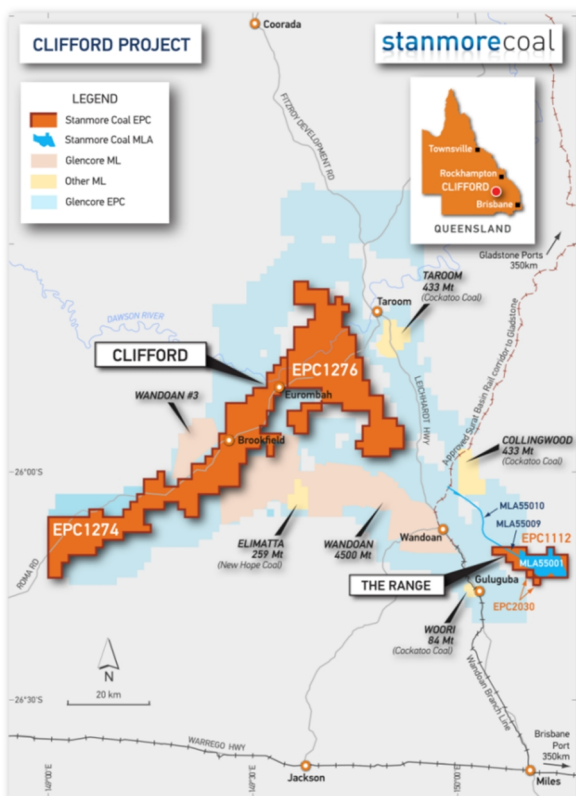 CLIFFORD PROJECT
stanmorecoal
Coorada
LEGEND
Stanmore Coal EPC
Stanmore Coal MLA
Glencore ML
Other ML
Glencore EPC
FITZROY DEVELOPMENT RD
Townsville
Rockhampton
CLIFFORD
Brisbane
QUEENSLAND
Gladstone Ports
350km
TAROOM
433 Mt
(Cockatoo Coal)
Taroom
DAWSON RIVER
CLIFFORD
EPC1276
Eurombah
WANDOAN #3
LEICHHARDT HWY
Approved Surat Basin Rail corridor to Gladstone
Brookfield
COLLINGWOOD
433 Mt
(Cockatoo Coal)
26°00'S
MLA55010
MLA55009
EPC1274
ELIMATTA
259 Mt
(New Hope Coal)
WANDOAN
4500 Mt
Wandoan
EPC1112
MLA55001
THE RANGE
ROMA RD
Guluguba
EPC2030
WOORI
84 Mt
(Cockatoo Coal)
N
20 km
Wandoan Branch Line
26°30'S
WARREGO HWY
Brisbane
Port
350km
Jackson
Miles